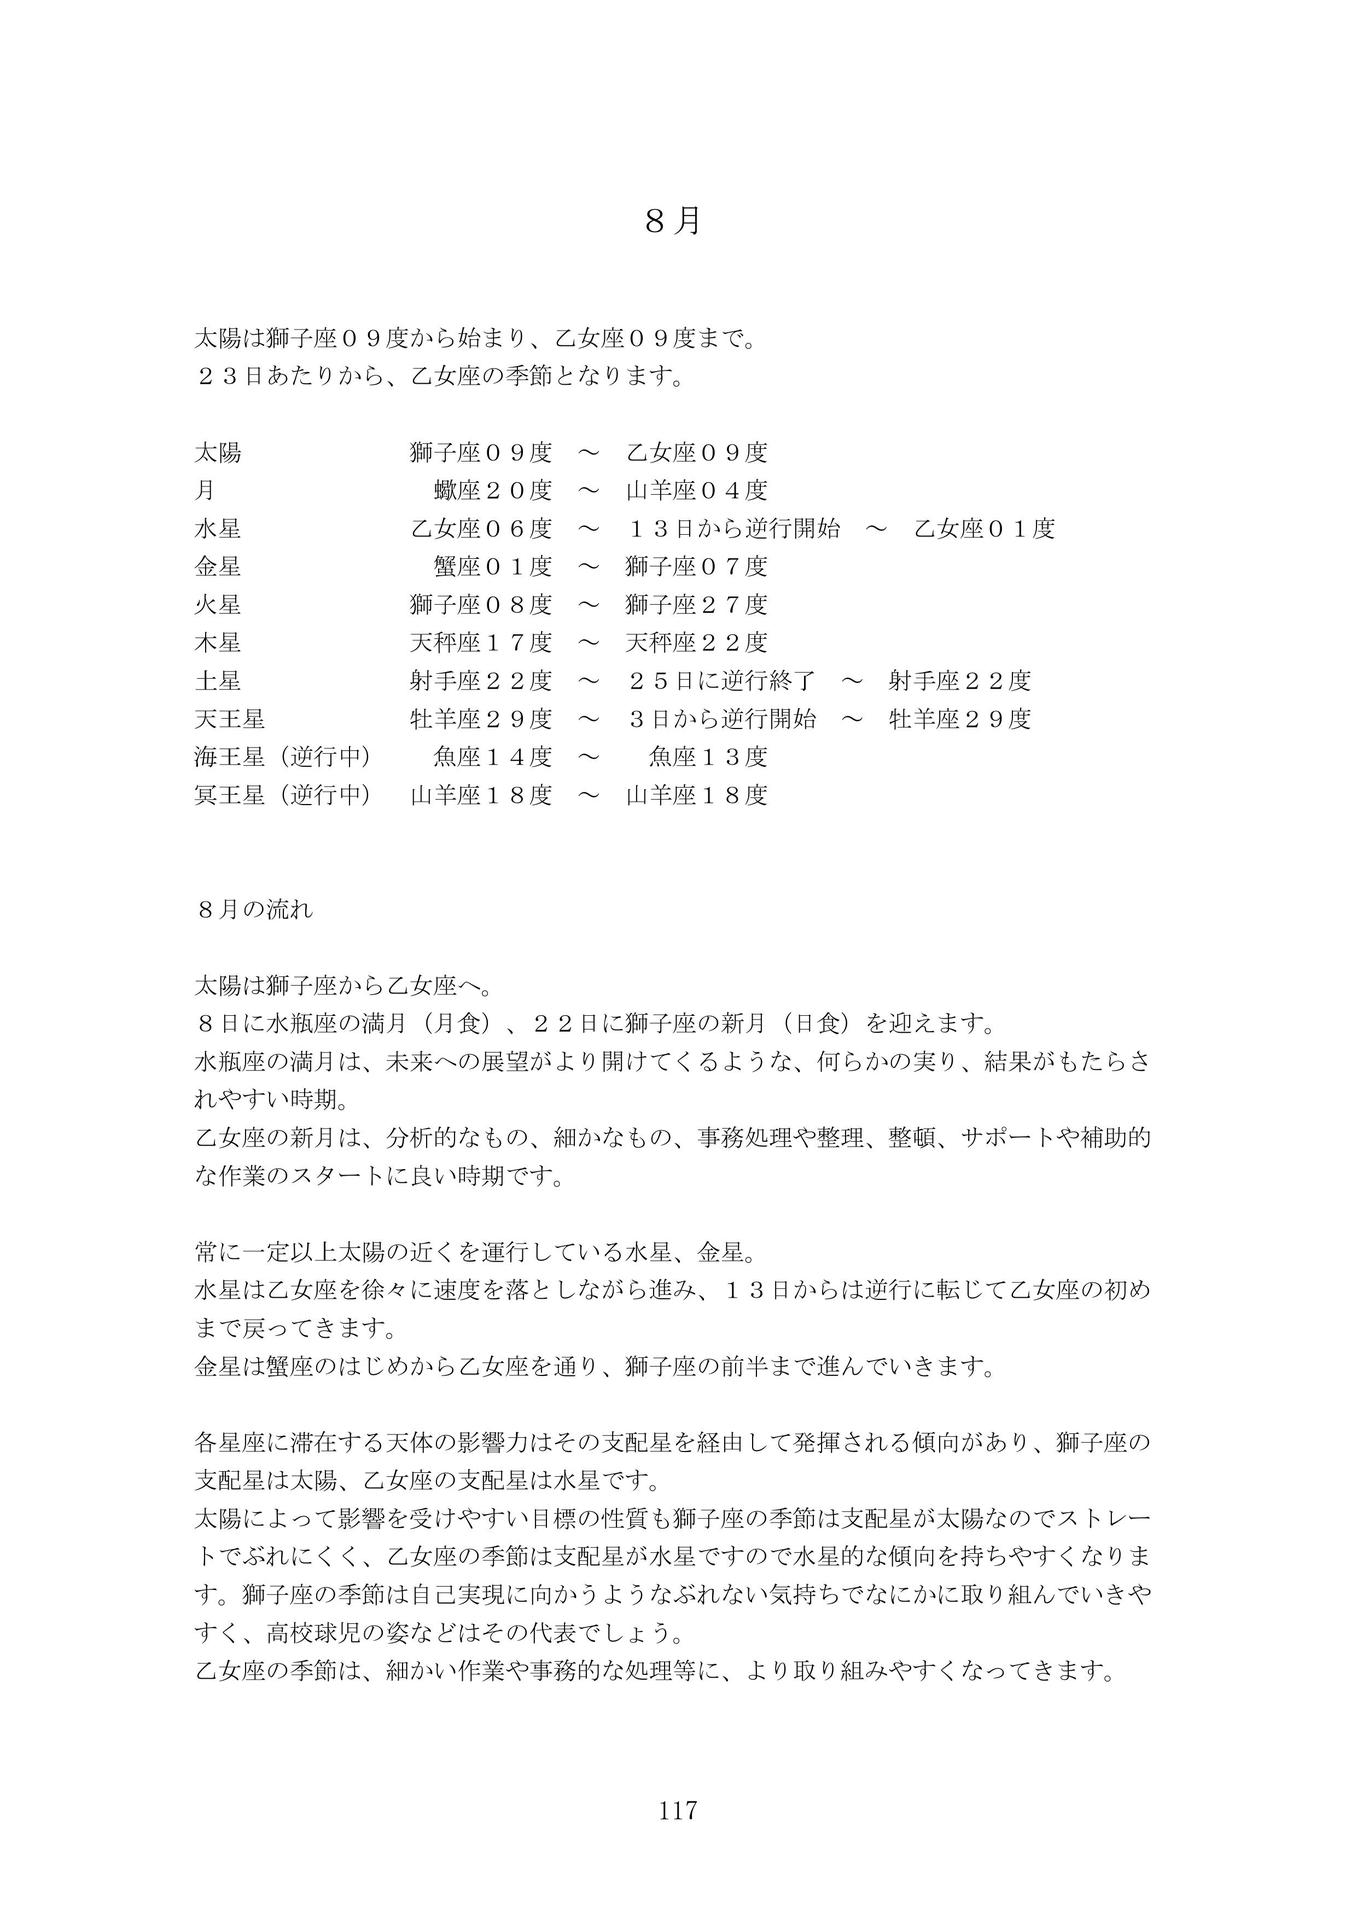 ８月
太陽は獅子座０９度から始まり、乙女座０９度まで。
２３日あたりから、乙女座の季節となります。
太陽　獅子座０９度　～　乙女座０９度
月　蠍座２０度　～　山羊座０４度
水星　乙女座０６度　～　１３日から逆行開始　～　乙女座０１度
金星　蟹座０１度　～　獅子座０７度
火星　獅子座０８度　～　獅子座２７度
木星　天秤座１７度　～　天秤座２２度
土星　射手座２２度　～　２５日に逆行終了　～　射手座２２度
天王星　牡羊座２９度　～　３日から逆行開始　～　牡羊座２９度
海王星（逆行中）　魚座１４度　～　魚座１３度
冥王星（逆行中）　山羊座１８度　～　山羊座１８度
８月の流れ
太陽は獅子座から乙女座へ。
８日に水瓶座の満月（月食）、２２日に獅子座の新月（日食）を迎えます。
水瓶座の満月は、未来への展望がより開けてくるような、何らかの実り、結果がもたらさ
れやすい時期。
乙女座の新月は、分析的なもの、細かなもの、事務処理や整理、整頓、サポートや補助的
な作業のスタートに良い時期です。
常に一定以上太陽の近くを運行している水星、金星。
水星は乙女座を徐々に速度を落としながら進み、１３日からは逆行に転じて乙女座の初め
まで戻ってきます。
金星は蟹座のはじめから乙女座を通り、獅子座の前半まで進んでいきます。
各星座に滞在する天体の影響力はその支配星を経由して発揮される傾向があり、獅子座の
支配星は太陽、乙女座の支配星は水星です。
太陽によって影響を受けやすい目標の性質も獅子座の季節は支配星が太陽なのでストレー
トでぶれにくく、乙女座の季節は支配星が水星ですので水星的な傾向を持ちやすくなりま
す。獅子座の季節は自己実現に向かうようなぶれない気持ちでなにかに取り組んでいきや
すく、高校球児の姿などはその代表でしょう。
乙女座の季節は、細かい作業や事務的な処理等に、より取り組みやすくなってきます。
117